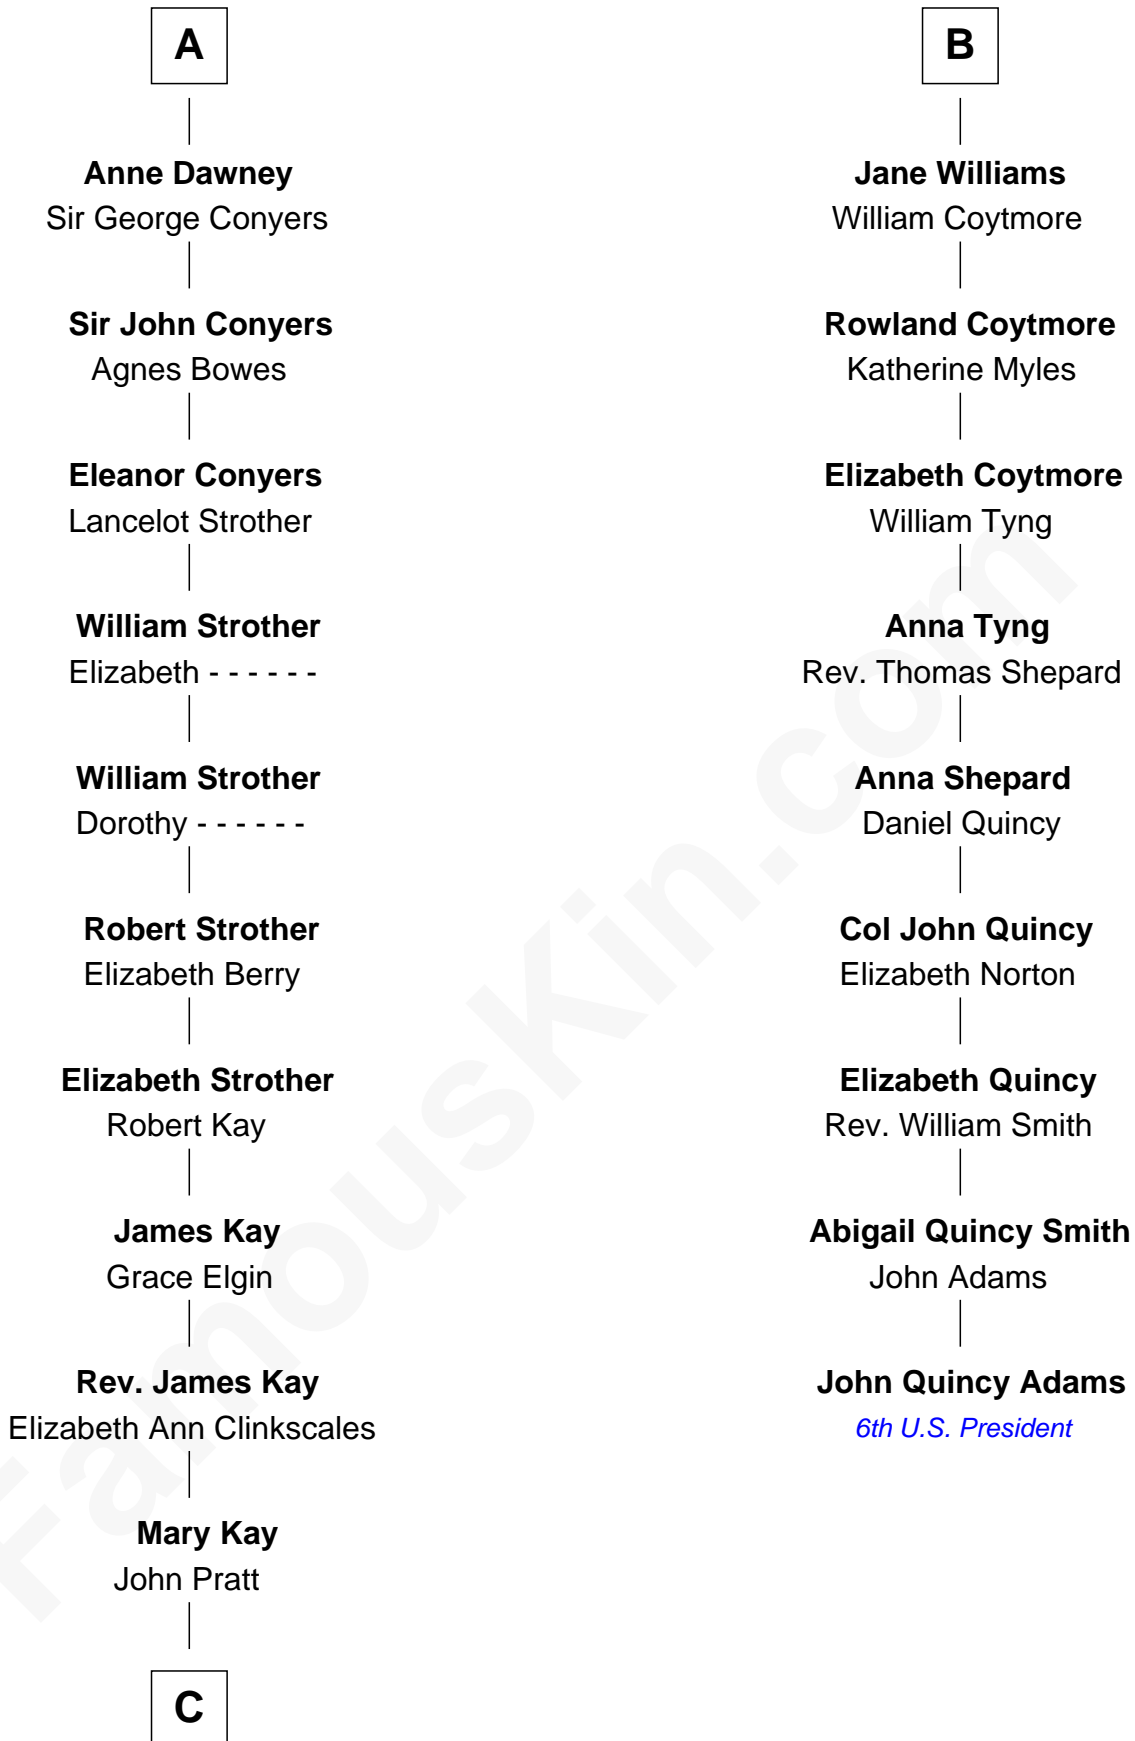 A
Anne Dawney
Sir George Conyers
Sir John Conyers
Agnes Bowes
Eleanor Conyers
Lancelot Strother
William Strother
Elizabeth - - - - - -
William Strother
Dorothy - - - - - -
Robert Strother
Elizabeth Berry
Elizabeth Strother
Robert Kay
James Kay
Grace Elgin
Rev. James Kay
Elizabeth Ann Clinkscales
Mary Kay
John Pratt
C
B
Jane Williams
William Coytmore
Rowland Coytmore
Katherine Myles
Elizabeth Coytmore
William Tyng
Anna Tyng
Rev. Thomas Shepard
Anna Shepard
Daniel Quincy
Col John Quincy
Elizabeth Norton
Elizabeth Quincy
Rev. William Smith
Abigail Quincy Smith
John Adams
John Quincy Adams
6th U.S. President
FamousKin.com